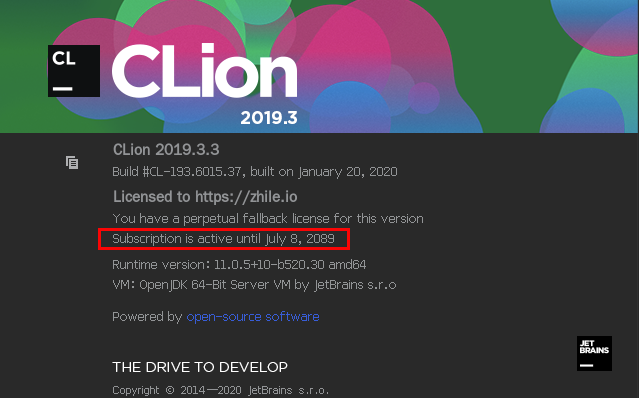 CL
CLion
2019.3
CLion 2019.3.3
Build #CL-193.6015.37, built on January 20, 2020
Licensed to https://zhile.io
You have a perpetual fallback license for this version
Subscription is active until July 8, 2089
Runtime version: 11.0.5+10-b520.30 amd64
VM: OpenJDK 64-Bit Server VM by JetBrains s.r.o
Powered by open-source software
JET
BRAINS
THE DRIVE TO DEVELOP
Copyright © 2014—2020 JetBrains s.r.o.